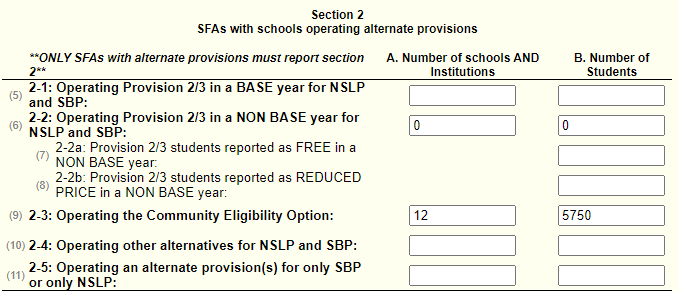 Section 2
SFAs with schools operating alternate provisions
**ONLY SFAs with alternate provisions must report section 2**
A. Number of schools AND Institutions
B. Number of Students
(5) 2-1: Operating Provision 2/3 in a BASE year for NSLP and SBP:
(6) 2-2: Operating Provision 2/3 in a NON BASE year for NSLP and SBP: 0 0
(7) 2-2a: Provision 2/3 students reported as FREE in a NON BASE year:
(8) 2-2b: Provision 2/3 students reported as REDUCED PRICE in a NON BASE year:
(9) 2-3: Operating the Community Eligibility Option: 12 5750
(10) 2-4: Operating other alternatives for NSLP and SBP:
(11) 2-5: Operating an alternate provision(s) for only SBP or only NSLP: